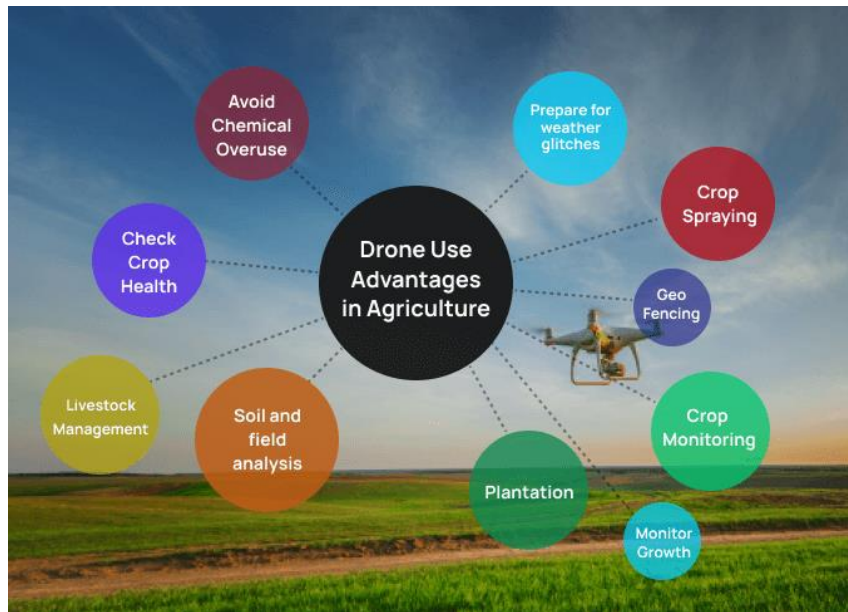 Avoid
Chemical
Overuse
Prepare for
weather
glitches
Crop
Spraying
Check
Crop
Health
Drone Use
Advantages
in Agriculture
Geo
Fencing
Livestock
Management
Soil and
field
analysis
Crop
Monitoring
Plantation
Monitor
Growth